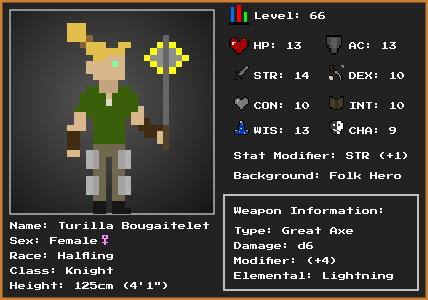 Level: 66
HP: 13 AC: 13
STR: 14 DEX: 10
CON: 10 INT: 10
WIS: 13 CHA: 9
Stat Modifier: STR (+1)
Background: Folk Hero
Name: Turilla Bougaitelet
Sex: Female♀
Race: Halfling
Class: Knight
Height: 125cm (4'1")
Weapon Information:
Type: Great Axe
Damage: d6
Modifier: (+4)
Elemental: Lightning